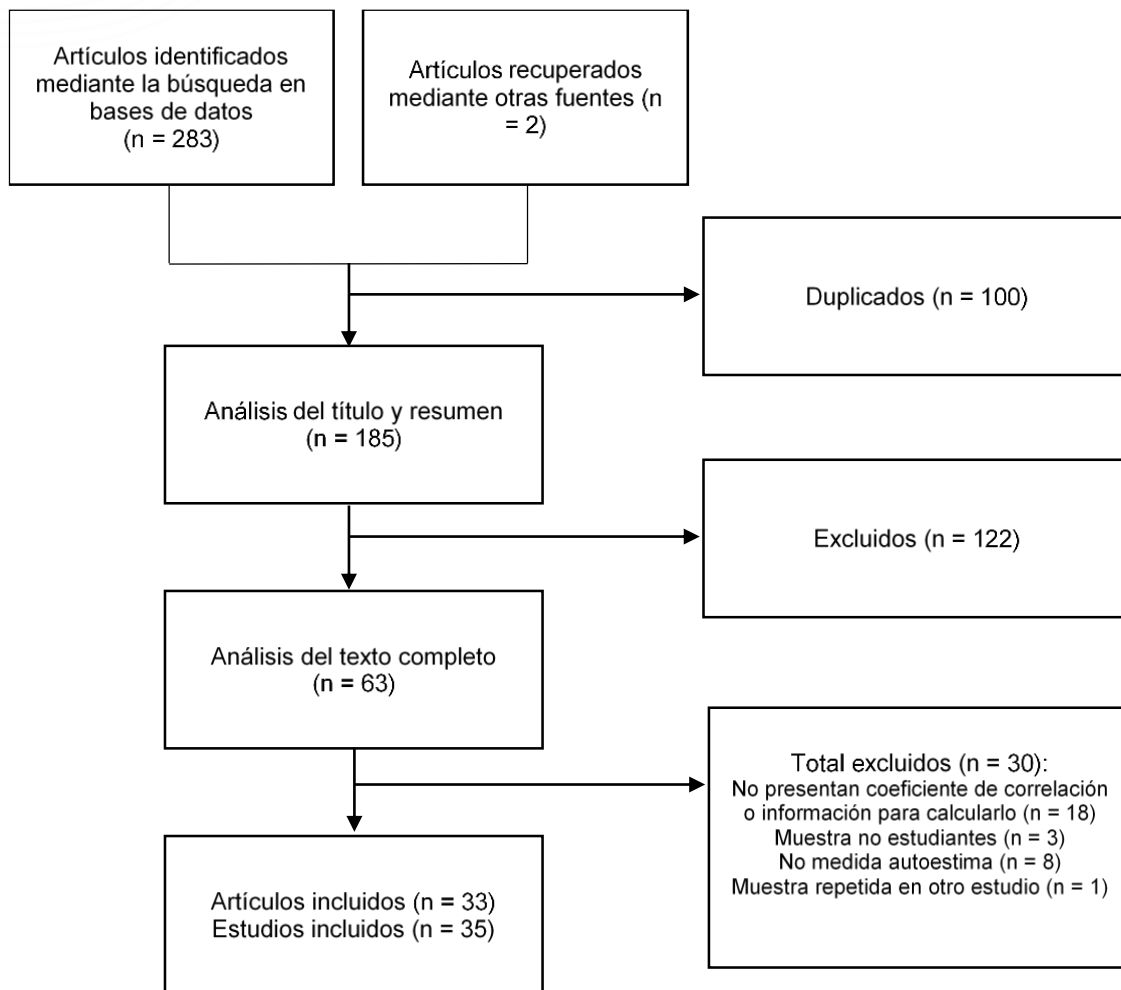 Artículos identificados
mediante la búsqueda en
bases de datos
(n = 283)
Artículos recuperados
mediante otras fuentes (n
= 2)
Duplicados (n = 100)
Análisis del título y resumen
(n = 185)
Excluidos (n = 122)
Análisis del texto completo
(n = 63)
Total excluidos (n = 30):
No presentan coeficiente de correlación
o información para calcularlo (n = 18)
Muestra no estudiantes (n = 3)
No medida autoestima (n = 8)
Muestra repetida en otro estudio (n = 1)
Artículos incluidos (n = 33)
Estudios incluidos (n = 35)